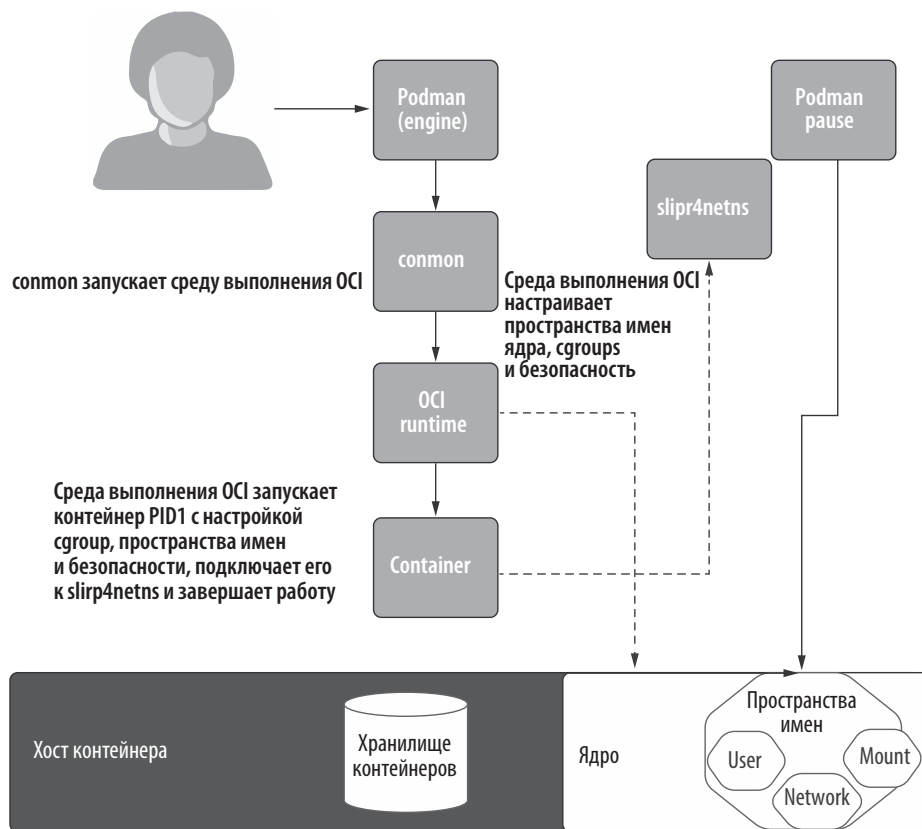 Podman
(engine)
Podman
pause
slipr4netns
conmon
conmon запускает среду выполнения OCI
Среда выполнения OCI
настраивает
пространства имен
ядра, cgroups
и безопасность
OCI
runtime
Среда выполнения OCI запускает
контейнер PID1 с настройкой
cgroup, пространства имен
и безопасности, подключает его
к slirp4netns и завершает работу
Container
Хост контейнера
Хранилище
контейнеров
Ядро
Пространства
имен
User
Mount
Network